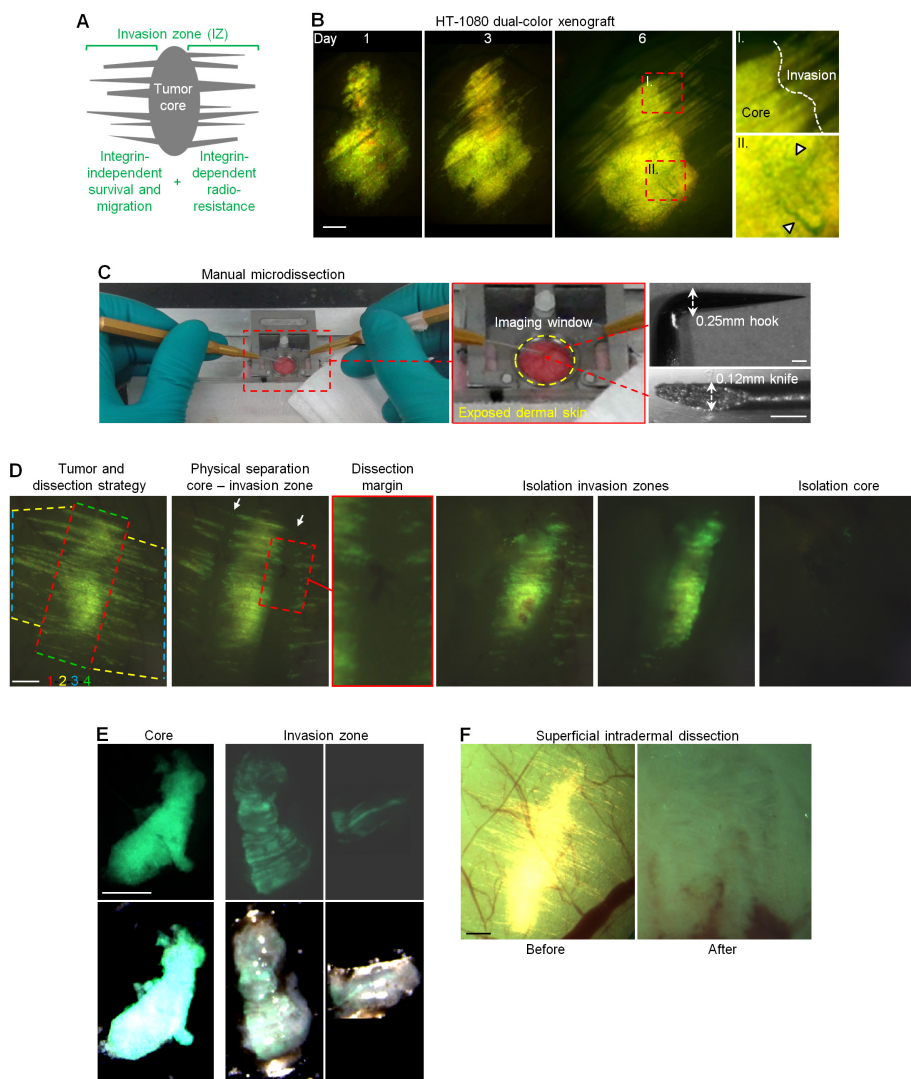 A
Invasion zone (IZ)
Tumor
core
Integrin-
independent
survival and
migration
+
Integrin-
dependent
radio-
resistance
B
HT-1080 dual-color xenograft
Day
1
3
6
I.
II.
I.
Invasion
Core
II.
C
Manual microdissection
Imaging window
Exposed dermal skin
0.25mm hook
0.12mm knife
D
Tumor and
dissection strategy
Physical separation
core – invasion zone
Dissection
margin
Isolation invasion zones
Isolation core
1 2 3 4
E
Core
Invasion zone
F
Superficial intradermal dissection
Before
After